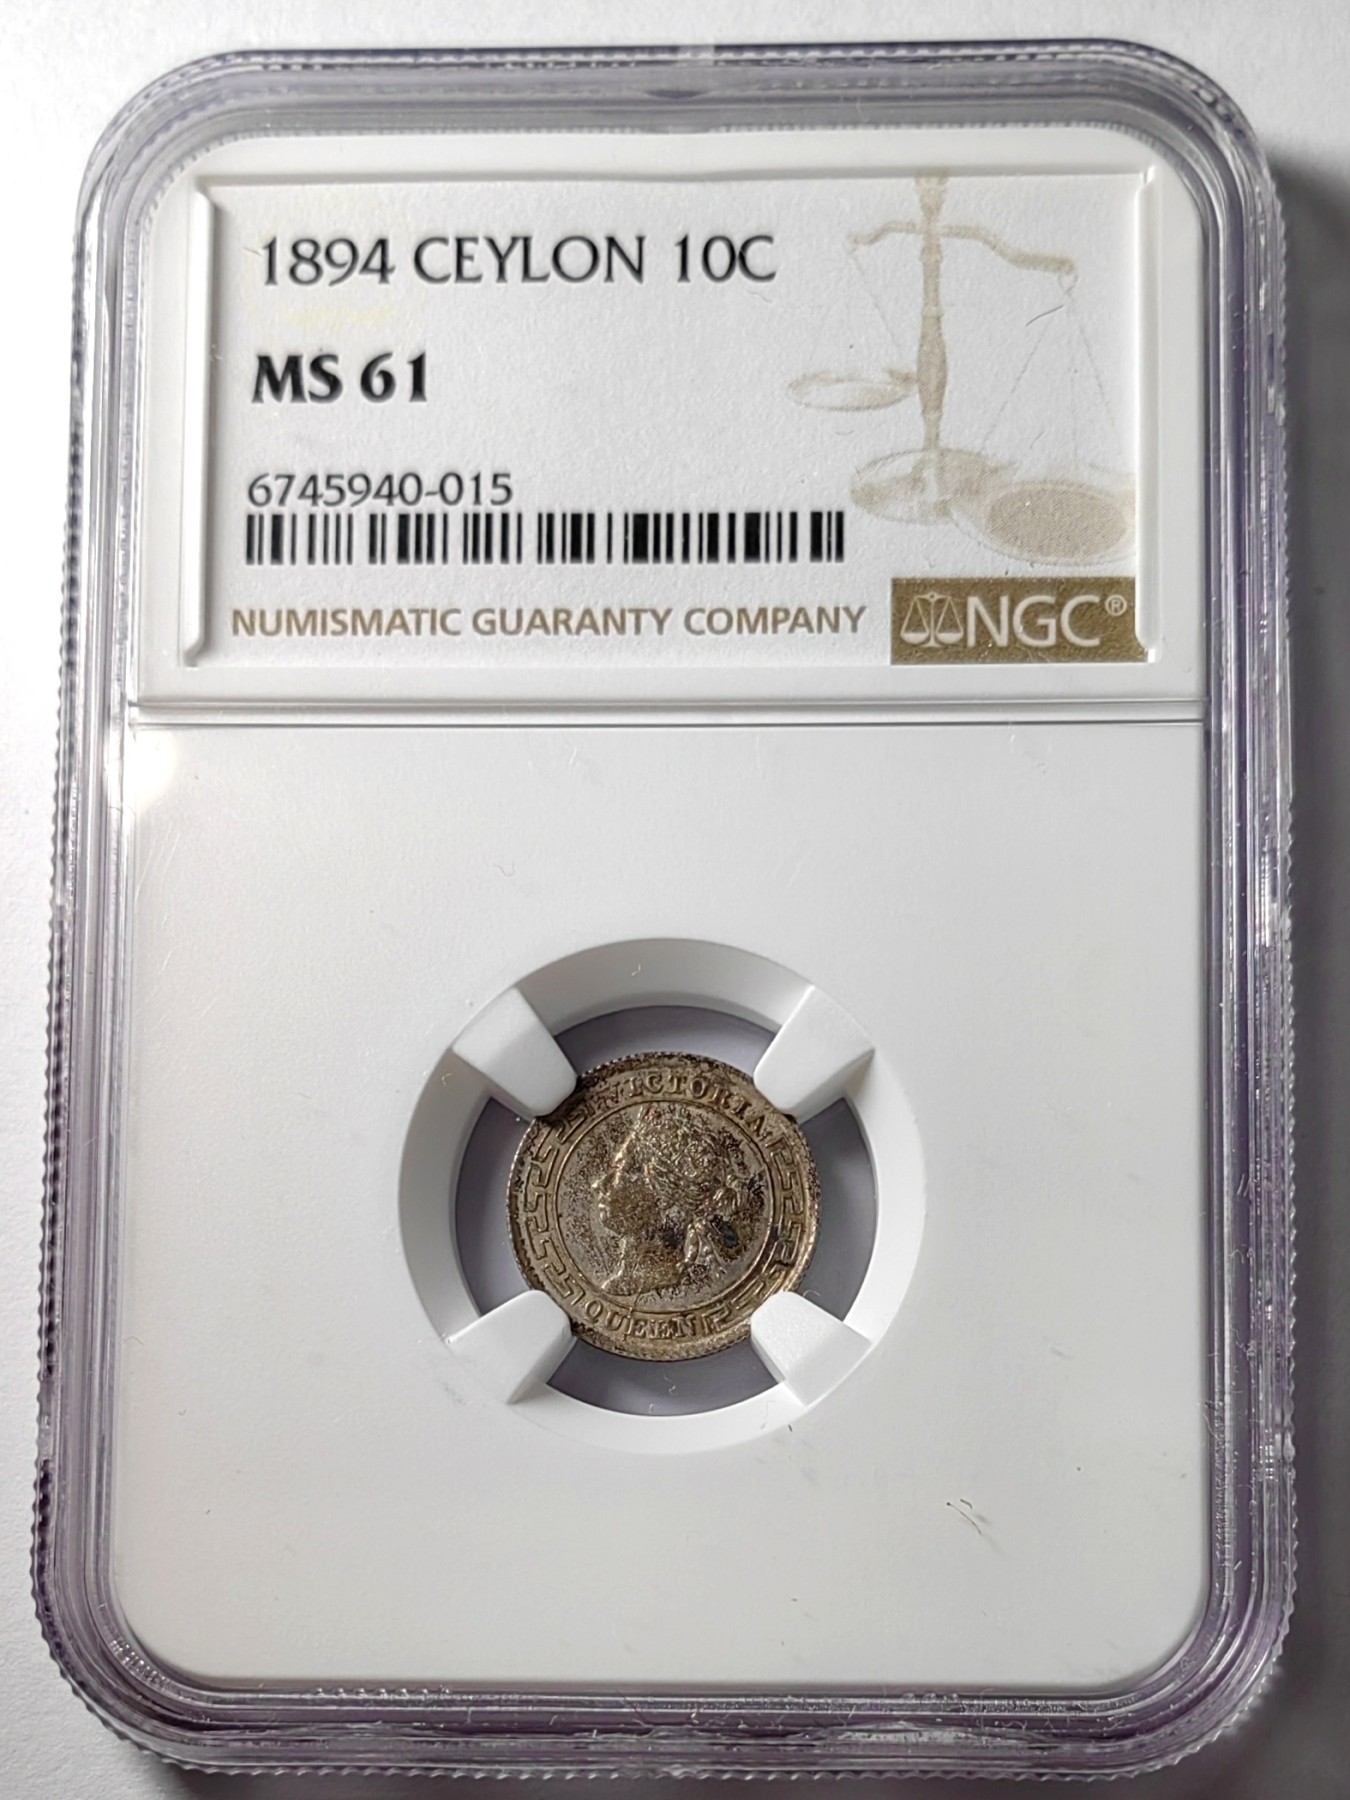 1894 CEYLON 10C
MS 61
6745940-015
NUMISMATIC GUARANTY COMPANY
NGC®
VICTORIA
QUEEN